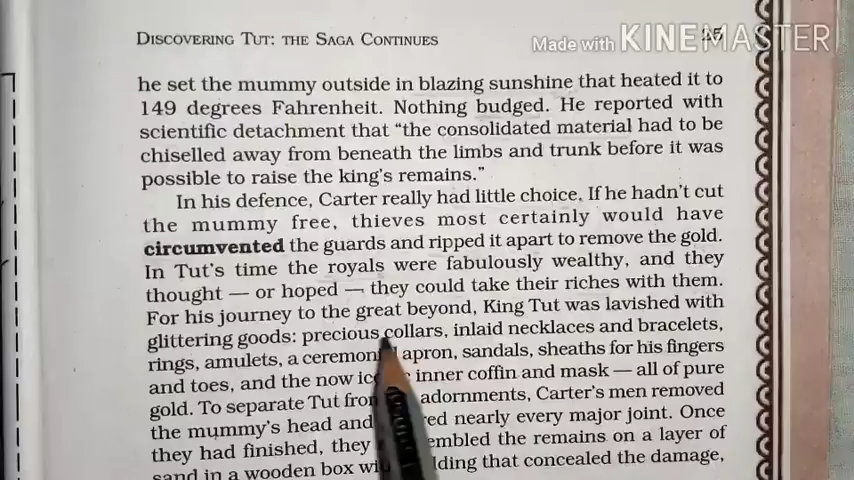 DISCOVERING TUT: THE SAGA CONTINUES
Made with KINEMASTER
he set the mummy outside in blazing sunshine that heated it to
149 degrees Fahrenheit. Nothing budged. He reported with
scientific detachment that “the consolidated material had to be
chiselled away from beneath the limbs and trunk before it was
possible to raise the king's remains.”
In his defence, Carter really had little choice. If he hadn't cut
the mummy free, thieves most certainly would have
circumvented the guards and ripped it apart to remove the gold.
In Tut's time the royals were fabulously wealthy, and they
thought — or hoped — they could take their riches with them.
For his journey to the great beyond, King Tut was lavished with
glittering goods: precious collars, inlaid necklaces and bracelets,
rings, amulets, a apron, sandals, sheaths for his fingers
and toes, and the now inner coffin and mask — all of pure
gold. To separate Tut adornments, Carter's men removed
the mummy's head and nearly every major joint. Once
they had finished, they the remains on a layer of
sand in a wooden box that concealed the damage,